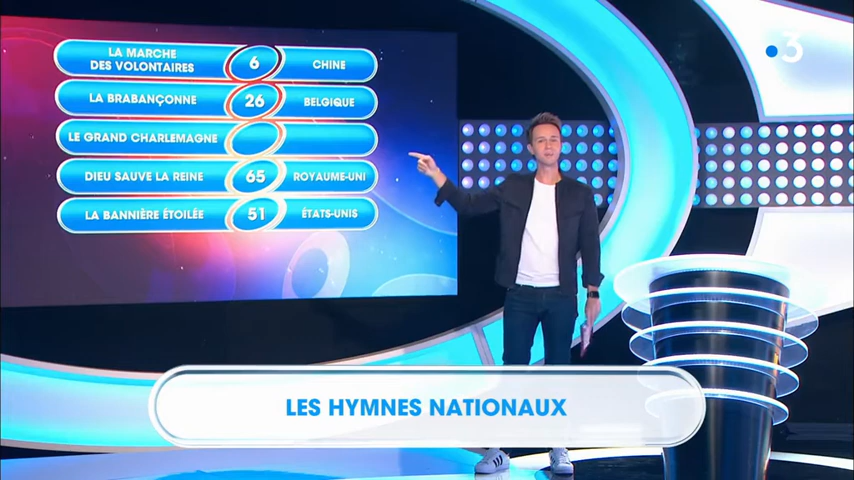 LA MARCHE
DES VOLONTAIRES 6 CHINE
LA BRABANÇONNE 26 BELGIQUE
LE GRAND CHARLEMAGNE
DIEU SAUVE LA REINE 65 ROYAUME-UNI
LA BANNIÈRE ÉTOILÉE 51 ÉTATS-UNIS
3
LES HYMNES NATIONAUX